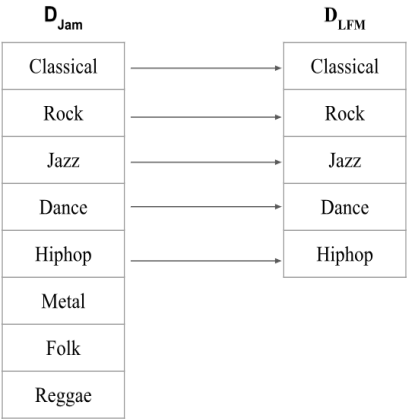 D_Jam D_LFM
Classical Classical
Rock Rock
Jazz Jazz
Dance Dance
Hiphop Hiphop
Metal
Folk
Reggae